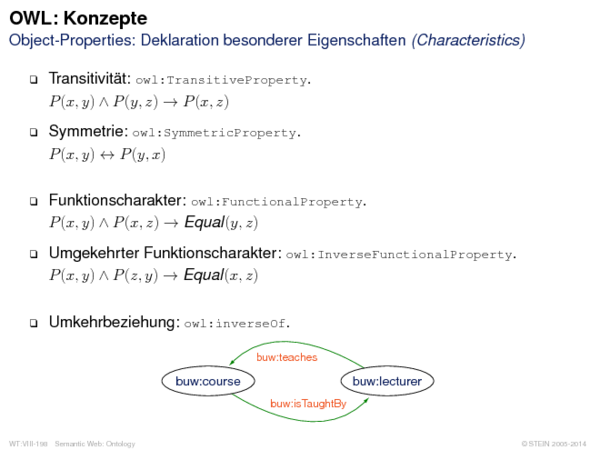 OWL: Konzepte
Object-Properties: Deklaration besonderer Eigenschaften (Characteristics)
❑ Transitivität: owl:TransitiveProperty.
P(x, y) ∧ P(y, z) → P(x, z)
❑ Symmetrie: owl:SymmetricProperty.
P(x, y) ↔ P(y, x)
❑ Funktionscharakter: owl:FunctionalProperty.
P(x, y) ∧ P(x, z) → Equal(y, z)
❑ Umgekehrter Funktionscharakter: owl:InverseFunctionalProperty.
P(x, y) ∧ P(z, y) → Equal(x, z)
❑ Umkehrbeziehung: owl:inverseOf.
buw:teaches
buw:course buw:lecturer
buw:isTaughtBy
WT:VIII-198 Semantic Web: Ontology © STEIN 2005-2014